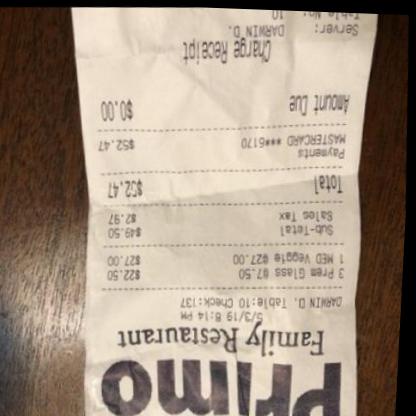 Primo
Family Restaurant
5/3/19 8:14 PM
DARWIN D. Table:10 Check:137
3 Prem Glass @7.50 $22.50
1 MED Veggie @27.00 $27.00
Sub-Total $49.50
Sales Tax $2.97
Total $52.47
Payments
MASTERCARD ***6170 $52.47
Amount Due $0.00
Charge Receipt
Server: DARWIN D.
Table No: 10